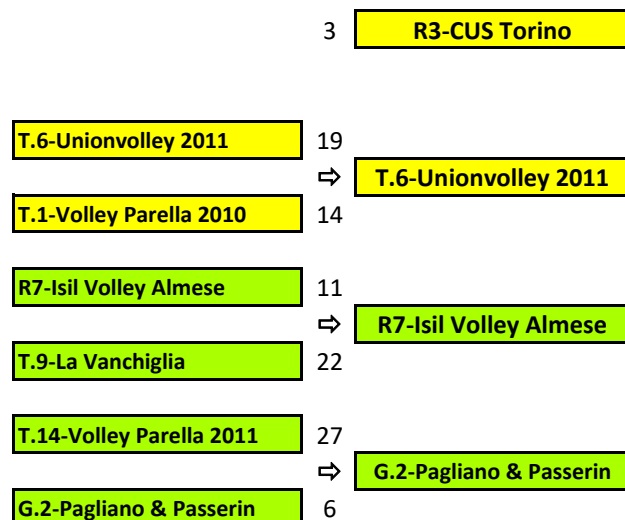 3 R3-CUS Torino
T.6-Unionvolley 2011 19
⇨ T.6-Unionvolley 2011
T.1-Volley Parella 2010 14
R7-Isil Volley Almese 11
⇨ R7-Isil Volley Almese
T.9-La Vanchiglia 22
T.14-Volley Parella 2011 27
⇨ G.2-Pagliano & Passerin
G.2-Pagliano & Passerin 6